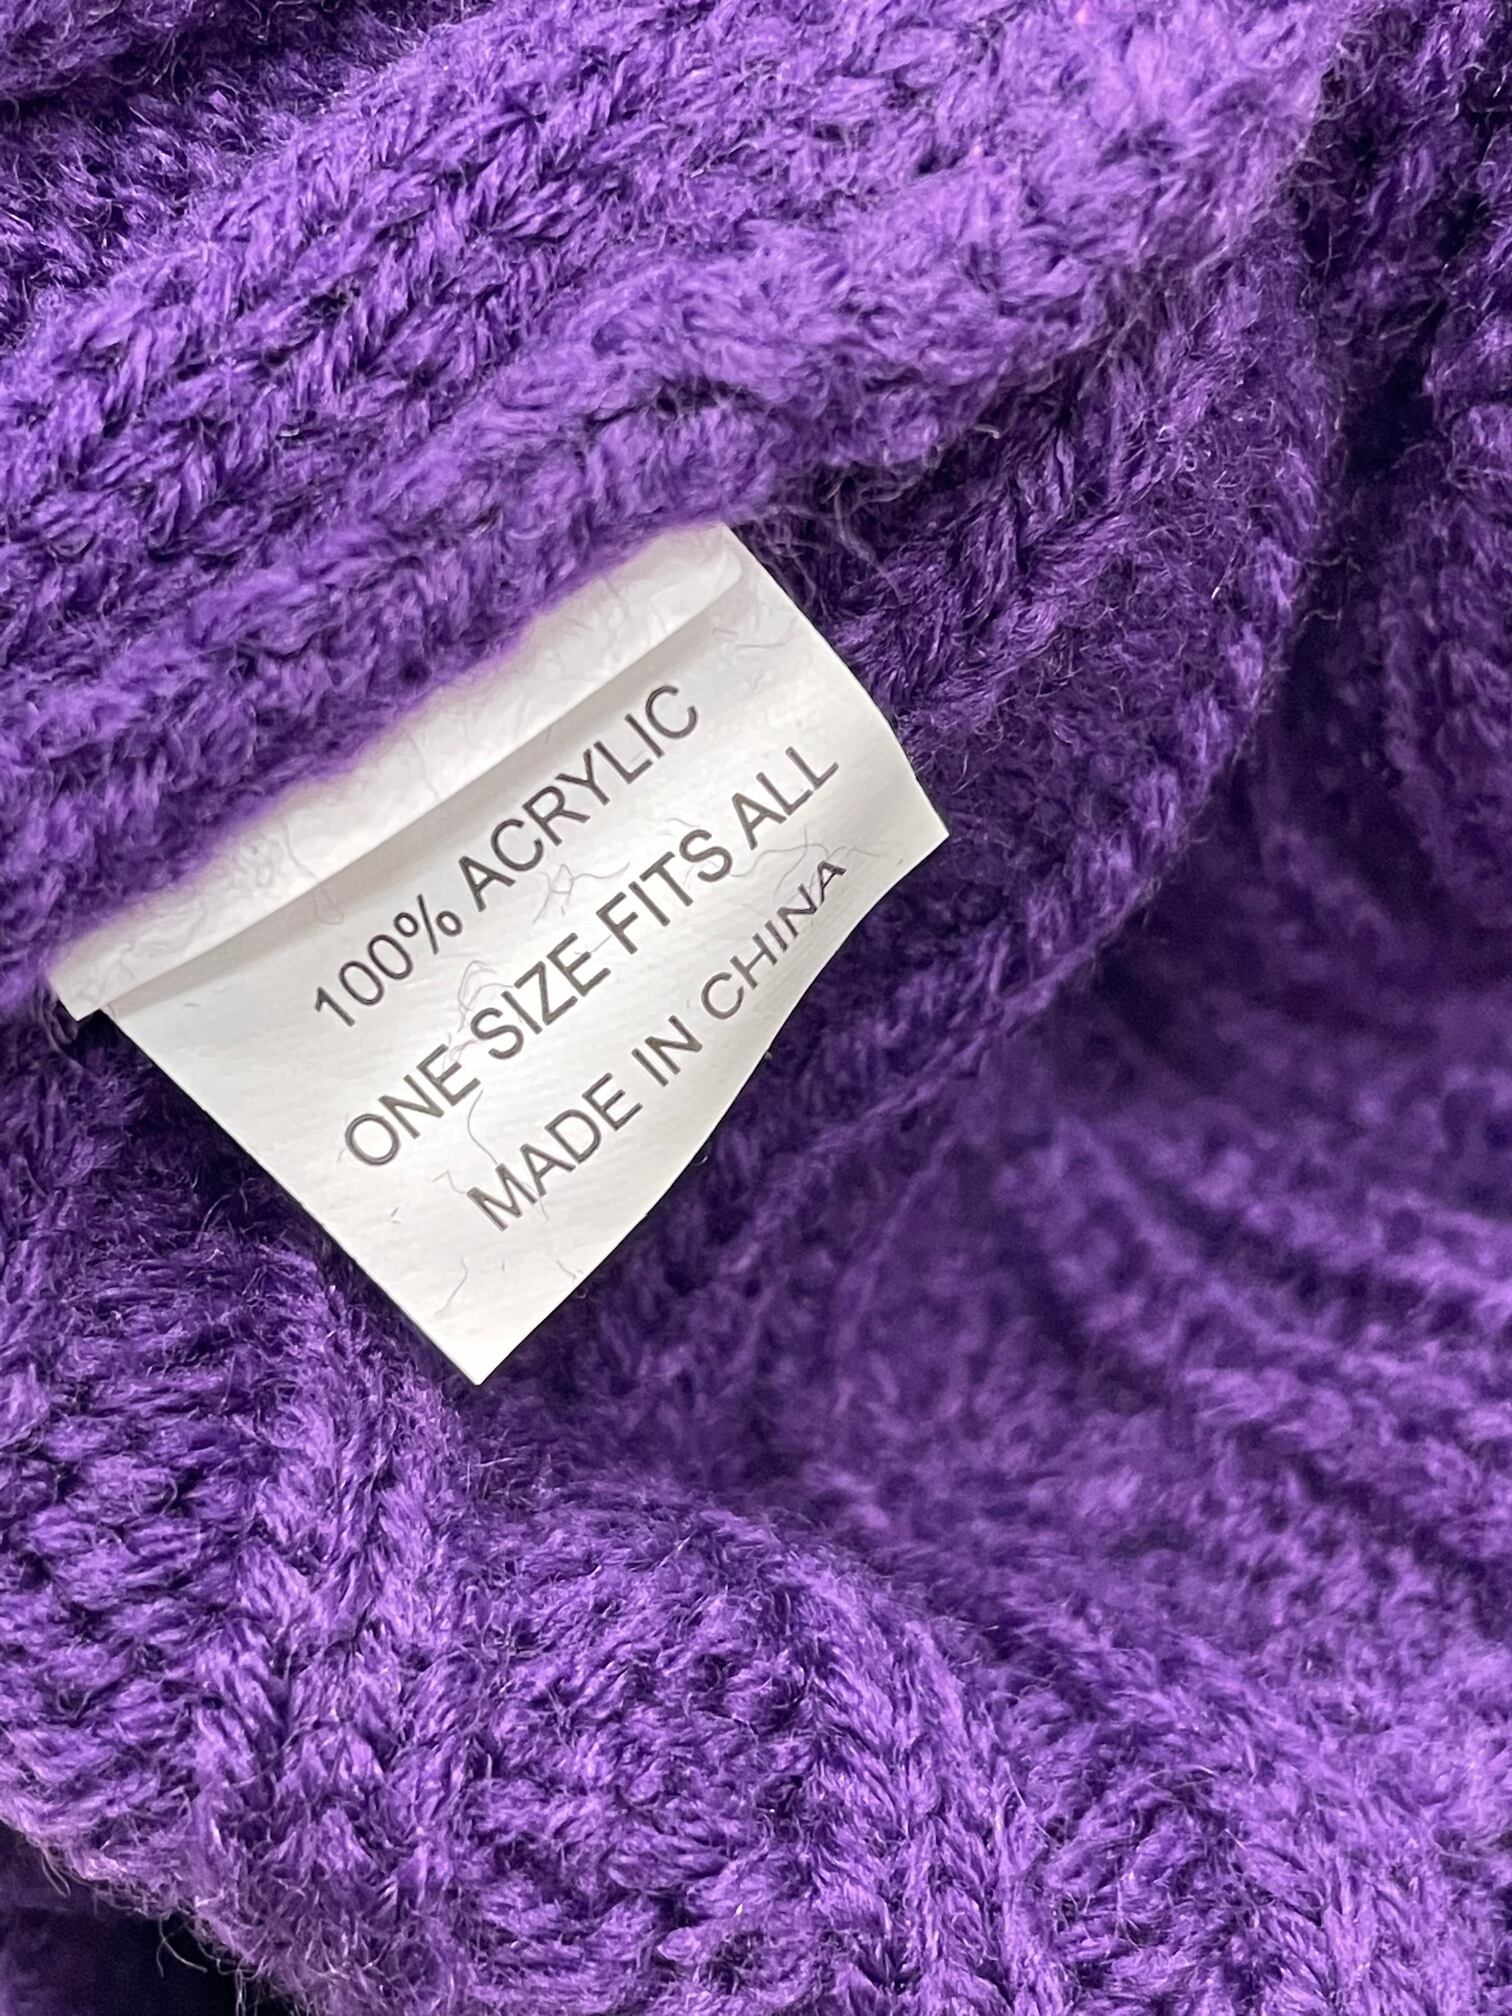 100% ACRYLIC
ONE SIZE FITS ALL
MADE IN CHINA